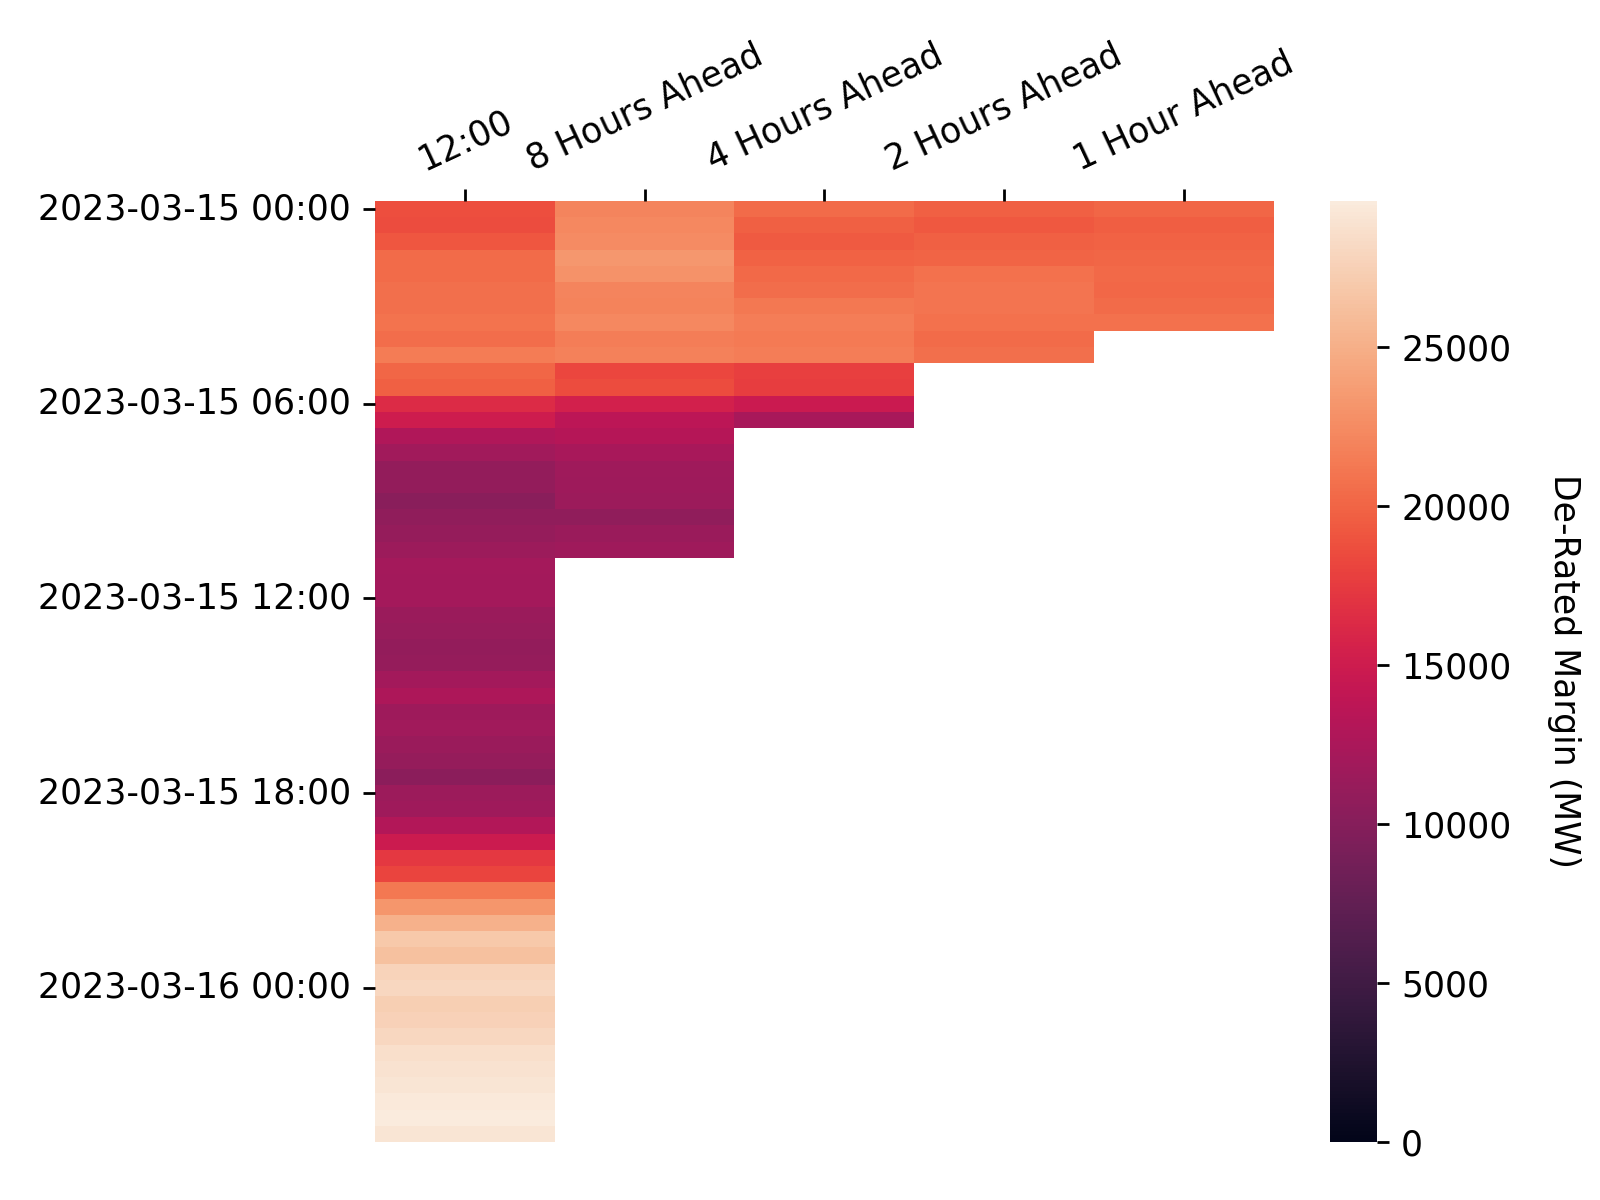 12:00
8 Hours Ahead
4 Hours Ahead
2 Hours Ahead
1 Hour Ahead
2023-03-15 00:00
2023-03-15 06:00
2023-03-15 12:00
2023-03-15 18:00
2023-03-16 00:00
25000
20000
15000
10000
5000
0
De-Rated Margin (MW)